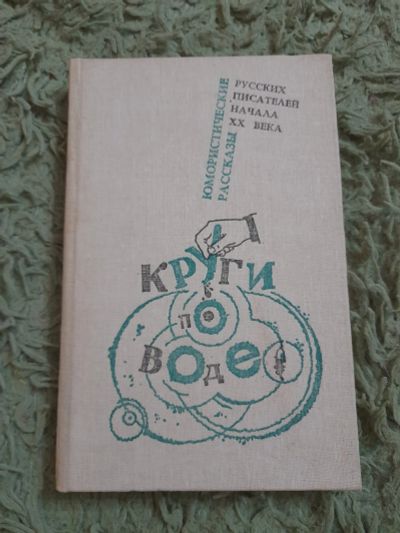 ЮМОРИСТИЧЕСКИЕ
РАССКАЗЫ
РУССКИХ
ПИСАТЕЛЕЙ
НАЧАЛА
XX ВЕКА
КРУГИ
ПО
ВОДЕ